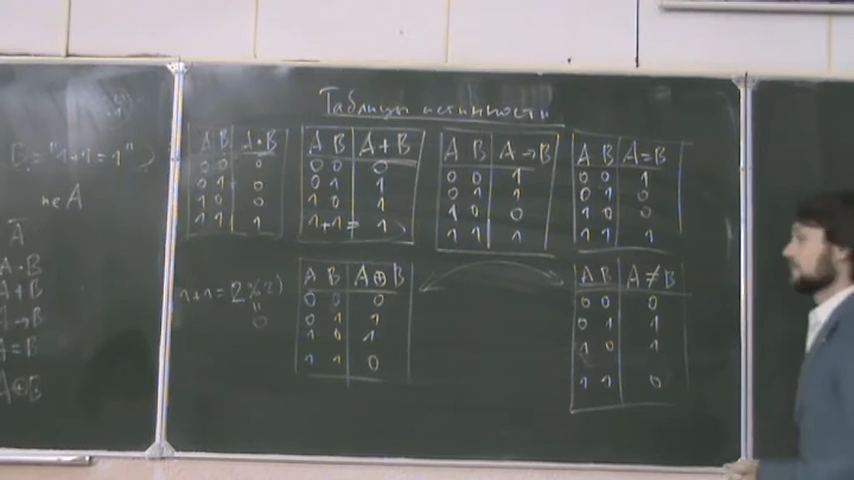 Таблицы истинности
B = "1+1=1"
не A
Ā
A·B
A+B
A→B
A=B
A⊕B
A B A·B
0 0 0
0 1 0
1 0 0
1 1 1
A B A+B
0 0 0
0 1 1
1 0 1
1+1= 1
A B A→B
0 0 1
0 1 1
1 0 0
1 1 1
A B A=B
0 0 1
0 1 0
1 0 0
1 1 1
1+1=2%2)
"
0
A B A⊕B
0 0 0
0 1 1
1 0 1
1 1 0
A B A≠B
0 0 0
0 1 1
1 0 1
1 1 0